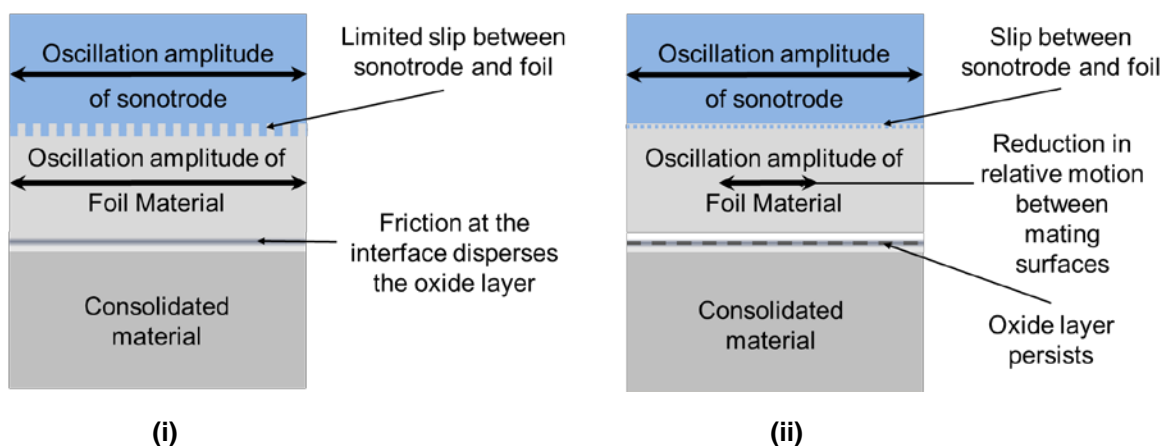 Oscillation amplitude
of sonotrode
Limited slip between
sonotrode and foil
Oscillation amplitude of
Foil Material
Friction at the
interface disperses
the oxide layer
Consolidated
material
(i)
Oscillation amplitude
of sonotrode
Slip between
sonotrode and foil
Oscillation amplitude of
Foil Material
Reduction in
relative motion
between
mating
surfaces
Consolidated
material
Oxide layer
persists
(ii)